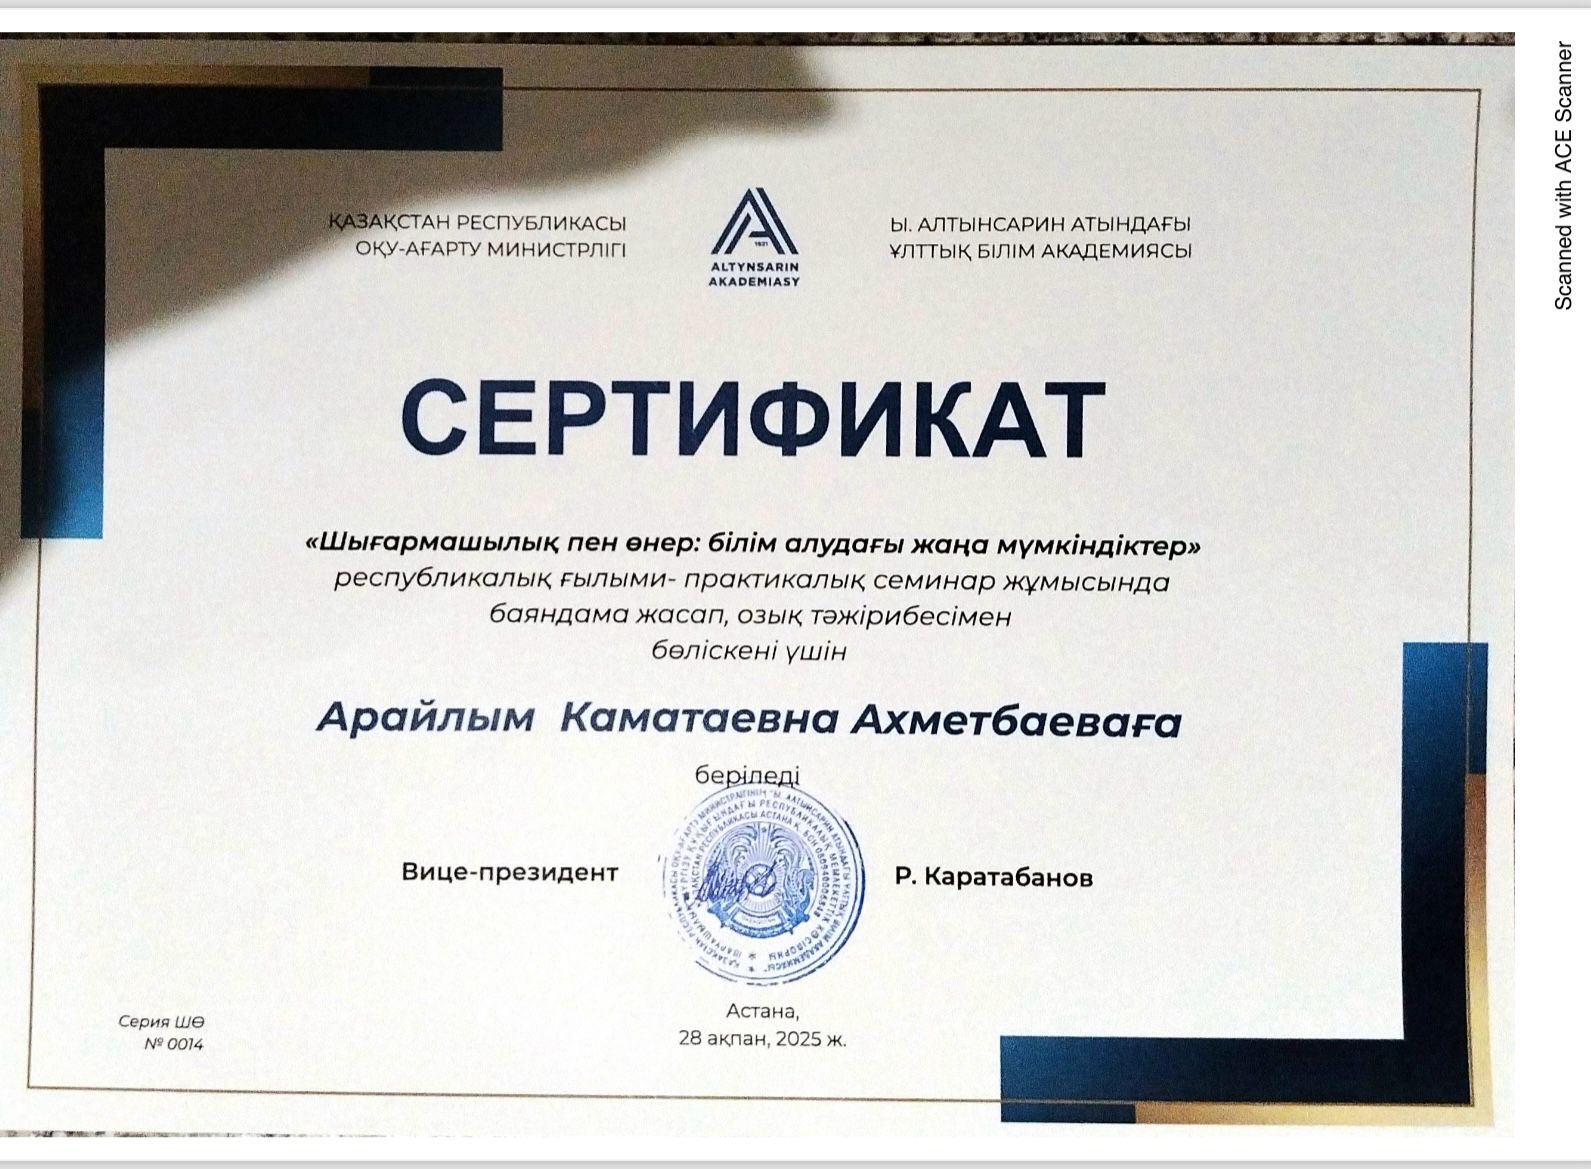 ҚАЗАҚСТАН РЕСПУБЛИКАСЫ
ОҚУ-АҒАРТУ МИНИСТРЛІГІ
1921
ALTYNSARIN
AKADEMIASY
Ы. АЛТЫНСАРИН АТЫНДАҒЫ
ҰЛТТЫҚ БІЛІМ АКАДЕМИЯСЫ
СЕРТИФИКАТ
«Шығармашылық пен өнер: білім алудағы жаңа мүмкіндіктер»
республикалық ғылыми- практикалық семинар жұмысында
баяндама жасап, озық тәжірибесімен
бөліскені үшін
Арайлым Каматаевна Ахметбаеваға
беріледі
Вице-президент
Р. Каратабанов
Астана,
28 ақпан, 2025 ж.
Серия ШӨ
№ 0014
Scanned with ACE Scanner